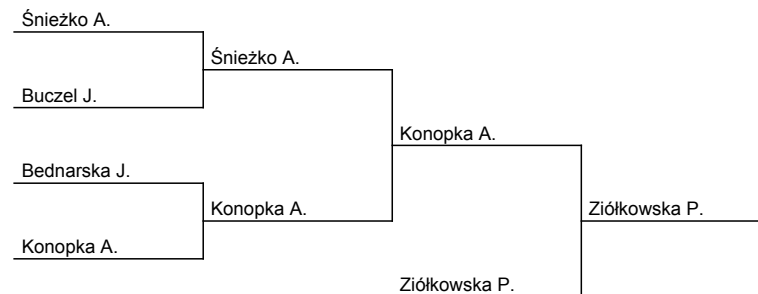 Śnieżko A.
Śnieżko A.
Buczel J.
Konopka A.
Bednarska J.
Konopka A.
Ziółkowska P.
Konopka A.
Ziółkowska P.